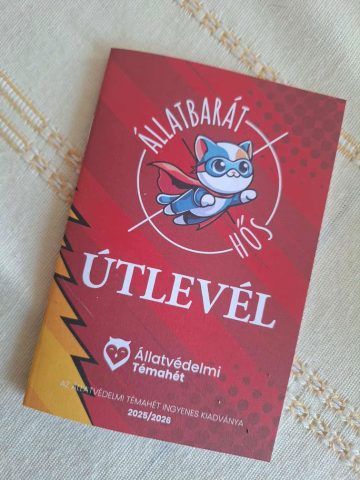 ÁLLATBARÁT
HŐS
ÚTLEVÉL
Állatvédelmi
Témahét
AZ ÁLLATVÉDELMI TÉMAHÉT INGYENES KIADVÁNYA
2025/2026